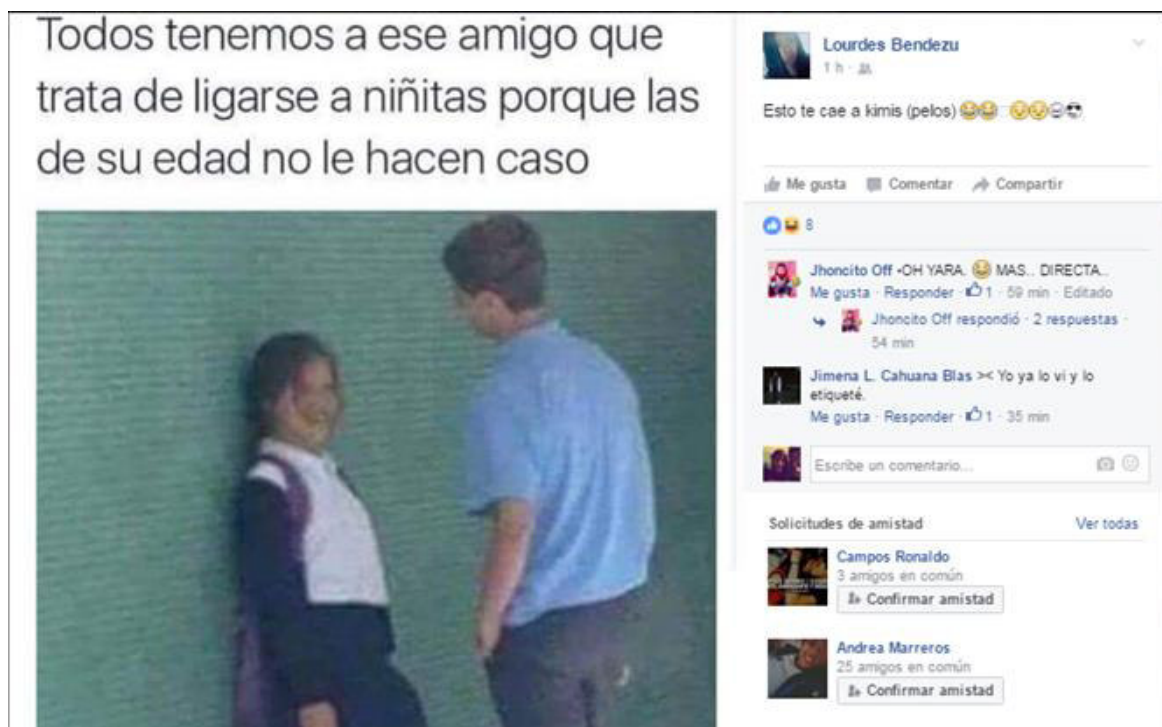 Todos tenemos a ese amigo que
trata de ligarse a niñitas porque las
de su edad no le hacen caso
Lourdes Bendezu
1 h ·
Esto te cae a kimis (pelos)
Me gusta Comentar Compartir
8
Jhoncito Off -OH YARA. MAS.. DIRECTA..
Me gusta · Responder · 1 · 59 min · Editado
Jhoncito Off respondió · 2 respuestas ·
54 min
Jimena L. Cahuana Blas >< Yo ya lo vi y lo
etiqueté.
Me gusta · Responder · 1 · 35 min
Escribe un comentario...
Solicitudes de amistad Ver todas
Campos Ronaldo
3 amigos en común
Confirmar amistad
Andrea Marreros
25 amigos en común
Confirmar amistad